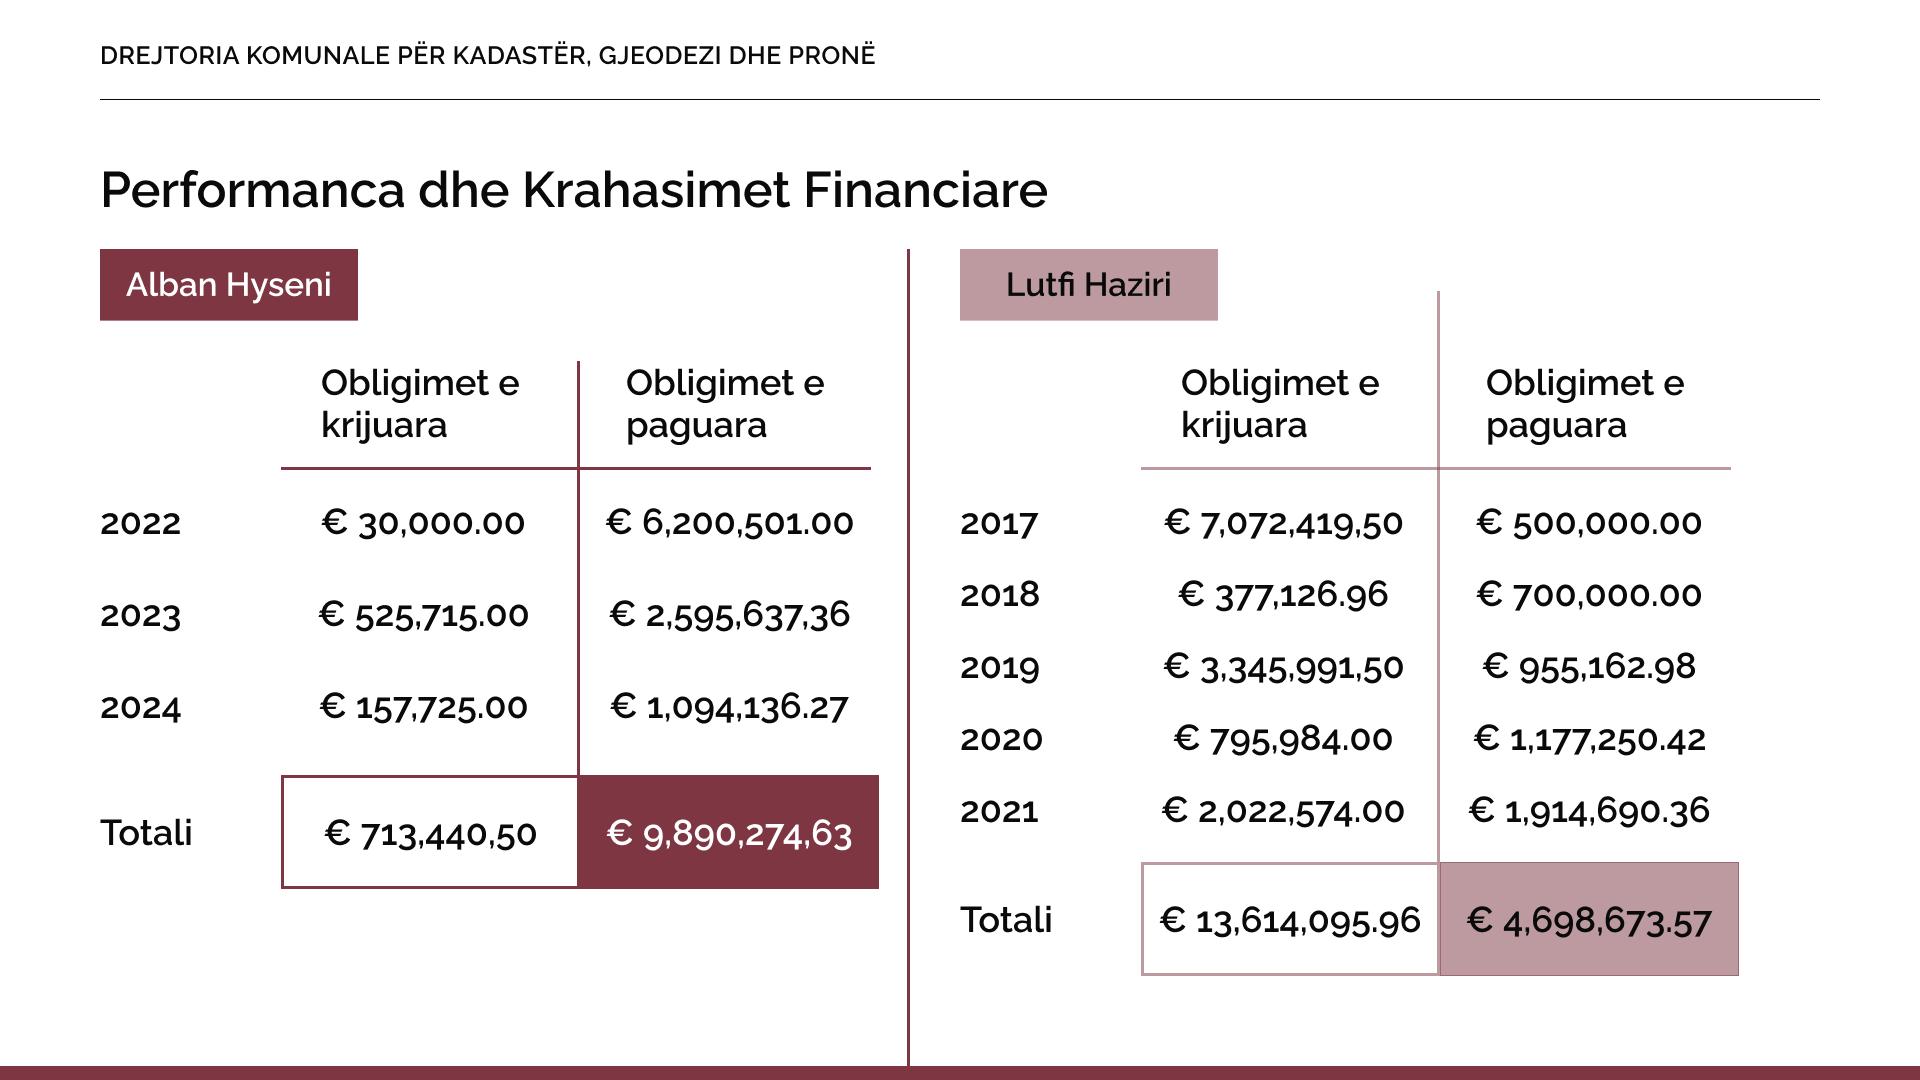 DREJTORIA KOMUNALE PËR KADASTËR, GJEODEZI DHE PRONË
Performanca dhe Krahasimet Financiare
Alban Hyseni
Obligimet e krijuara
Obligimet e paguara
2022 € 30,000.00 € 6,200,501.00
2023 € 525,715.00 € 2,595,637,36
2024 € 157,725.00 € 1,094,136.27
Totali € 713,440,50 € 9,890,274,63
Lutfi Haziri
Obligimet e krijuara
Obligimet e paguara
2017 € 7,072,419,50 € 500,000.00
2018 € 377,126.96 € 700,000.00
2019 € 3,345,991,50 € 955,162.98
2020 € 795,984.00 € 1,177,250.42
2021 € 2,022,574.00 € 1,914,690.36
Totali € 13,614,095.96 € 4,698,673.57